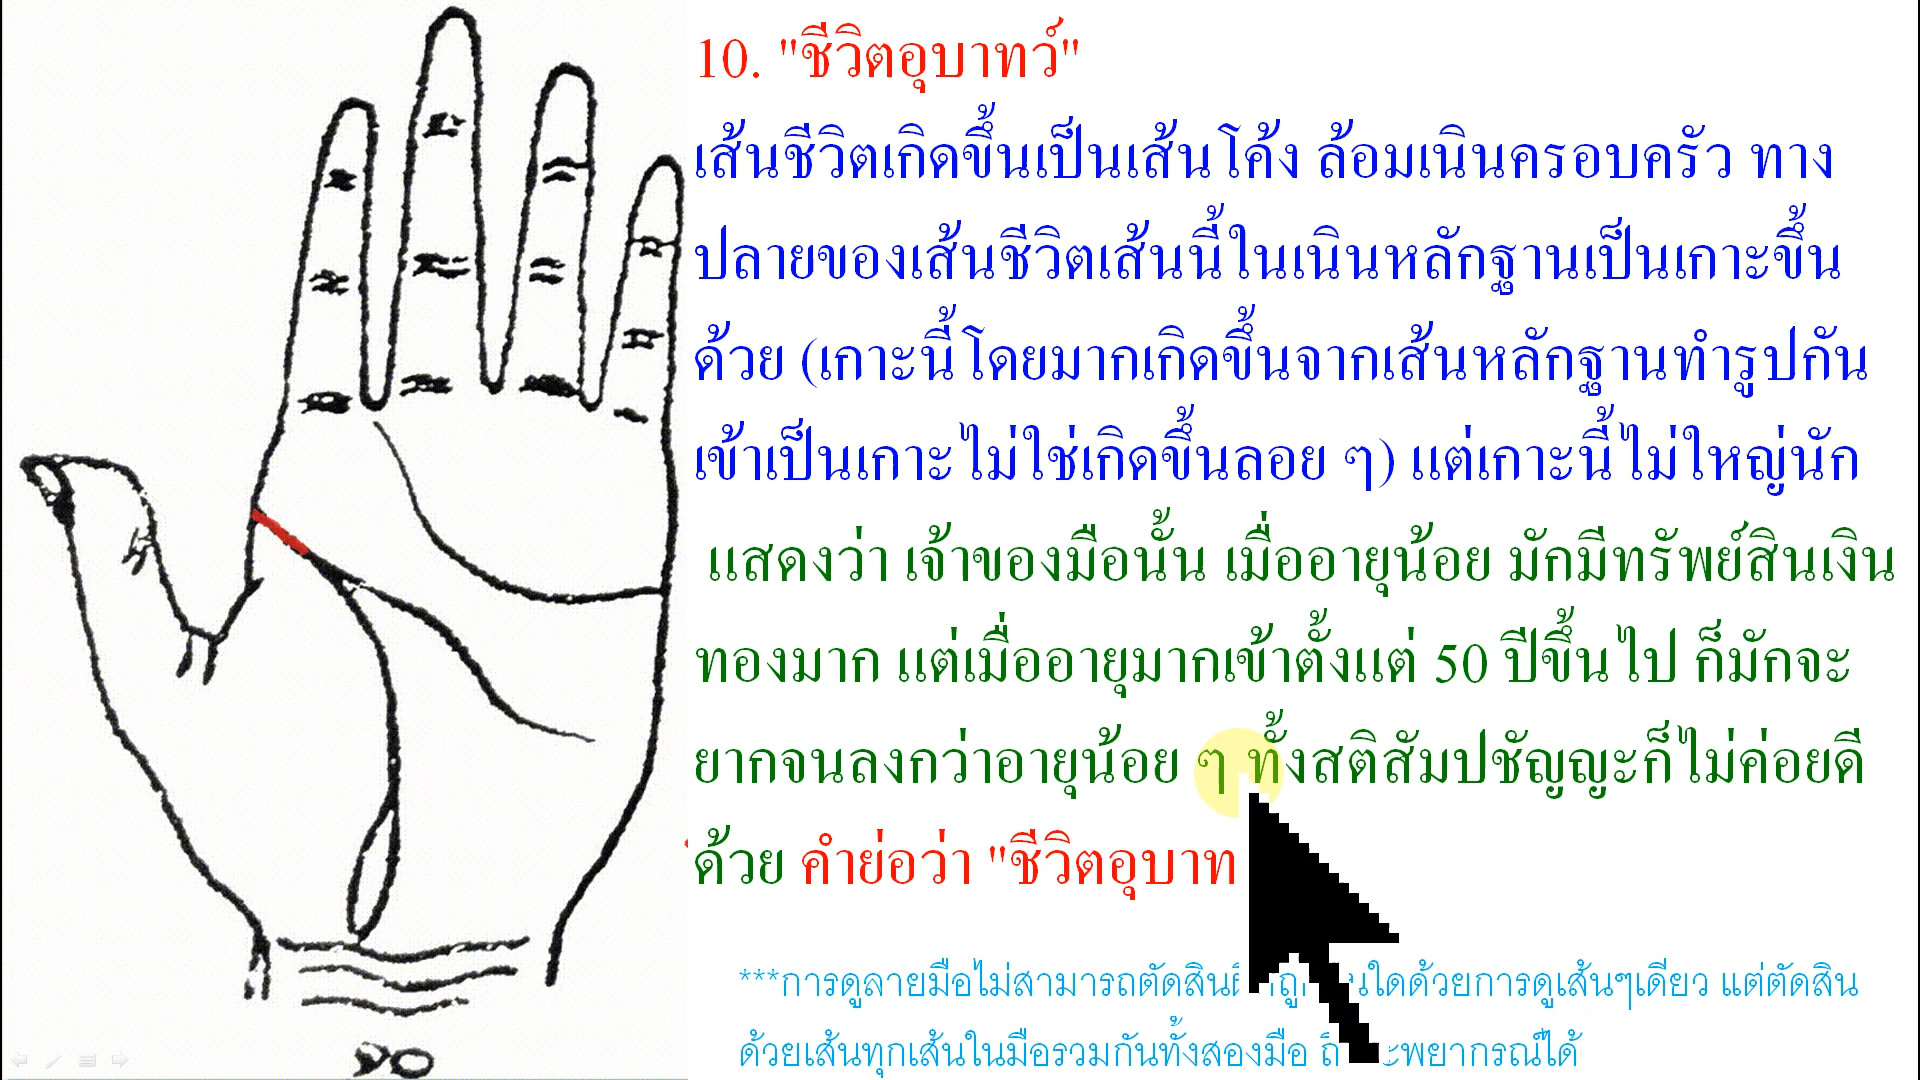 10. "ชีวิตอุบาทว์"
เส้นชีวิตเกิดขึ้นเป็นเส้นโค้ง ล้อมเนินครอบครัว ทาง
ปลายของเส้นชีวิตเส้นนี้ในเนินหลักฐานเป็นเกาะขึ้น
ด้วย (เกาะนี้โดยมากเกิดขึ้นจากเส้นหลักฐานทำรูปกัน
เข้าเป็นเกาะไม่ใช่เกิดขึ้นลอย ๆ) แต่เกาะนี้ไม่ใหญ่นัก
แสดงว่า เจ้าของมือนั้น เมื่ออายุน้อย มักมีทรัพย์สินเงิน
ทองมาก แต่เมื่ออายุมากเข้าตั้งแต่ 50 ปีขึ้นไป ก็มักจะ
ยากจนลงกว่าอายุน้อย ๆ ทั้งสติสัมปชัญญะก็ไม่ค่อยดี
ด้วย คำย่อว่า "ชีวิตอุบาท
***การดูลายมือไม่สามารถตัดสิน ใดด้วยการดูเส้นๆเดียว แต่ตัดสิน
ด้วยเส้นทุกเส้นในมือรวมกันทั้งสองมือ พยากรณ์ได้
๑๐